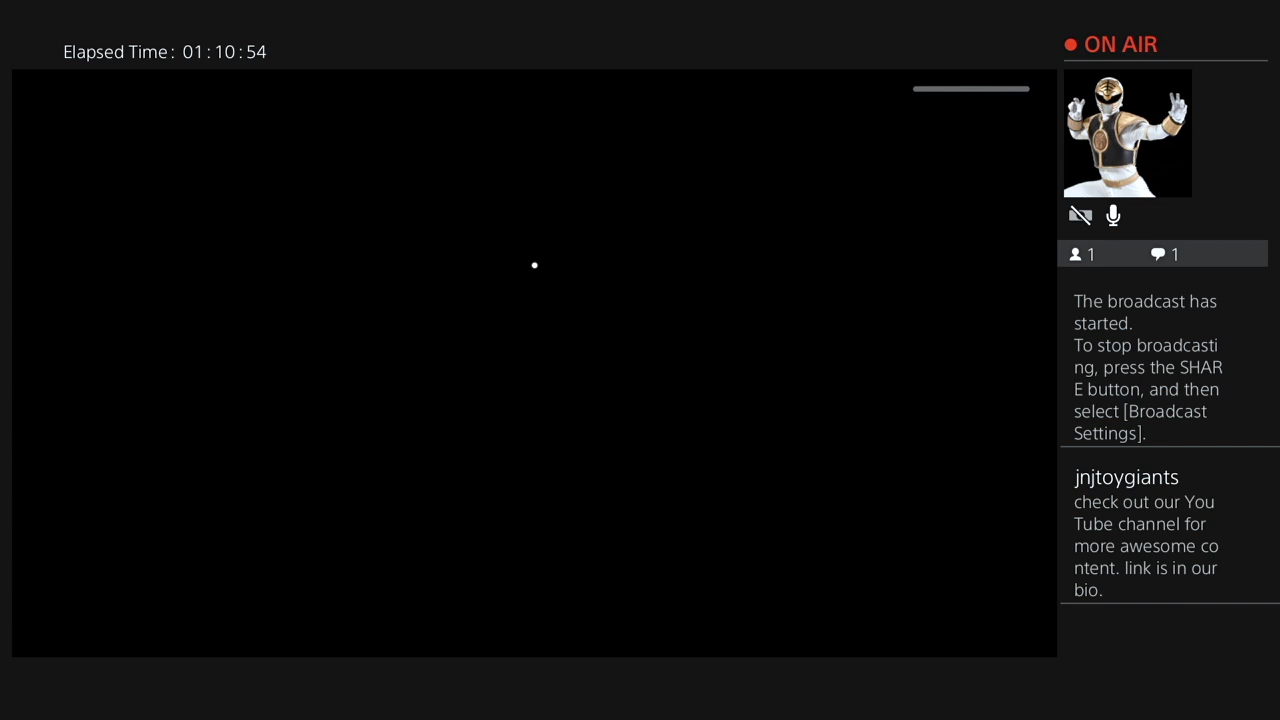 Elapsed Time: 01:10:54
ON AIR
1 1
The broadcast has
started.
To stop broadcasti
ng, press the SHAR
E button, and then
select [Broadcast
Settings].
jnjtoygiants
check out our You
Tube channel for
more awesome co
ntent. link is in our
bio.